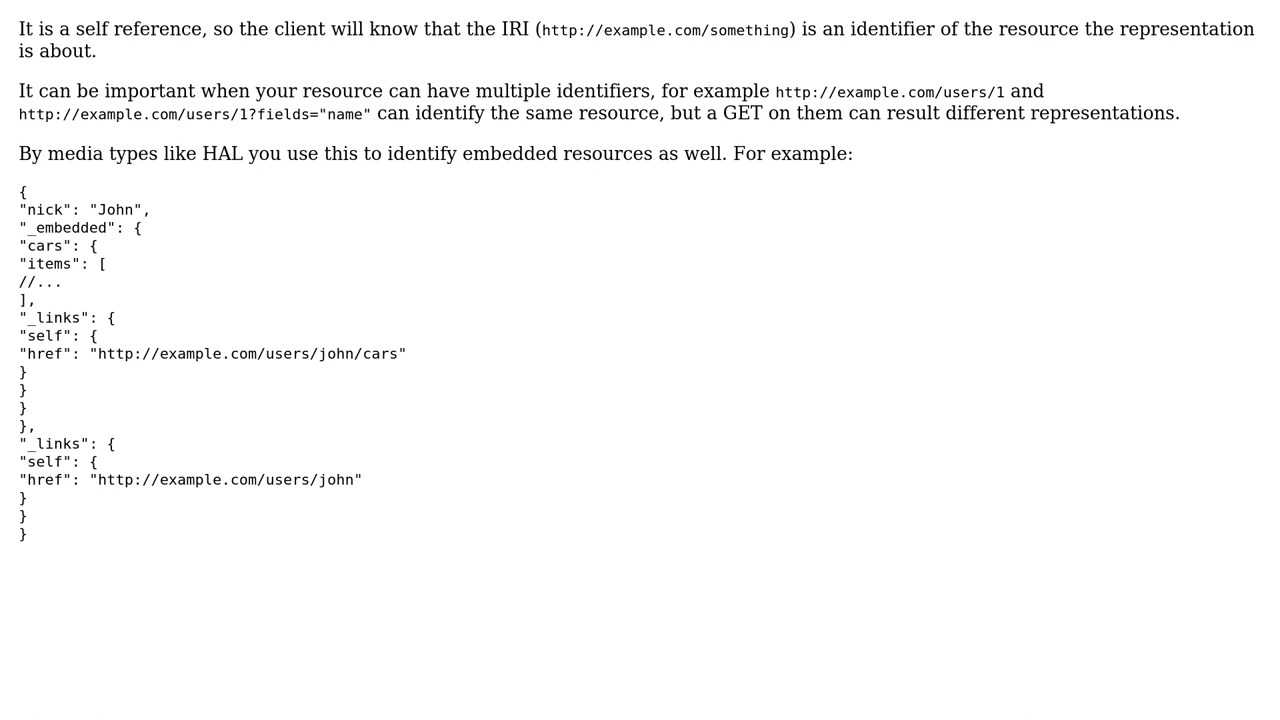 It is a self reference, so the client will know that the IRI (http://example.com/something) is an identifier of the resource the representation
is about.
It can be important when your resource can have multiple identifiers, for example http://example.com/users/1 and
http://example.com/users/1?fields="name" can identify the same resource, but a GET on them can result different representations.
By media types like HAL you use this to identify embedded resources as well. For example:
{
"nick": "John",
"_embedded": {
"cars": {
"items": [
//...
],
"_links": {
"self": {
"href": "http://example.com/users/john/cars"
}
}
}
},
"_links": {
"self": {
"href": "http://example.com/users/john"
}
}
}